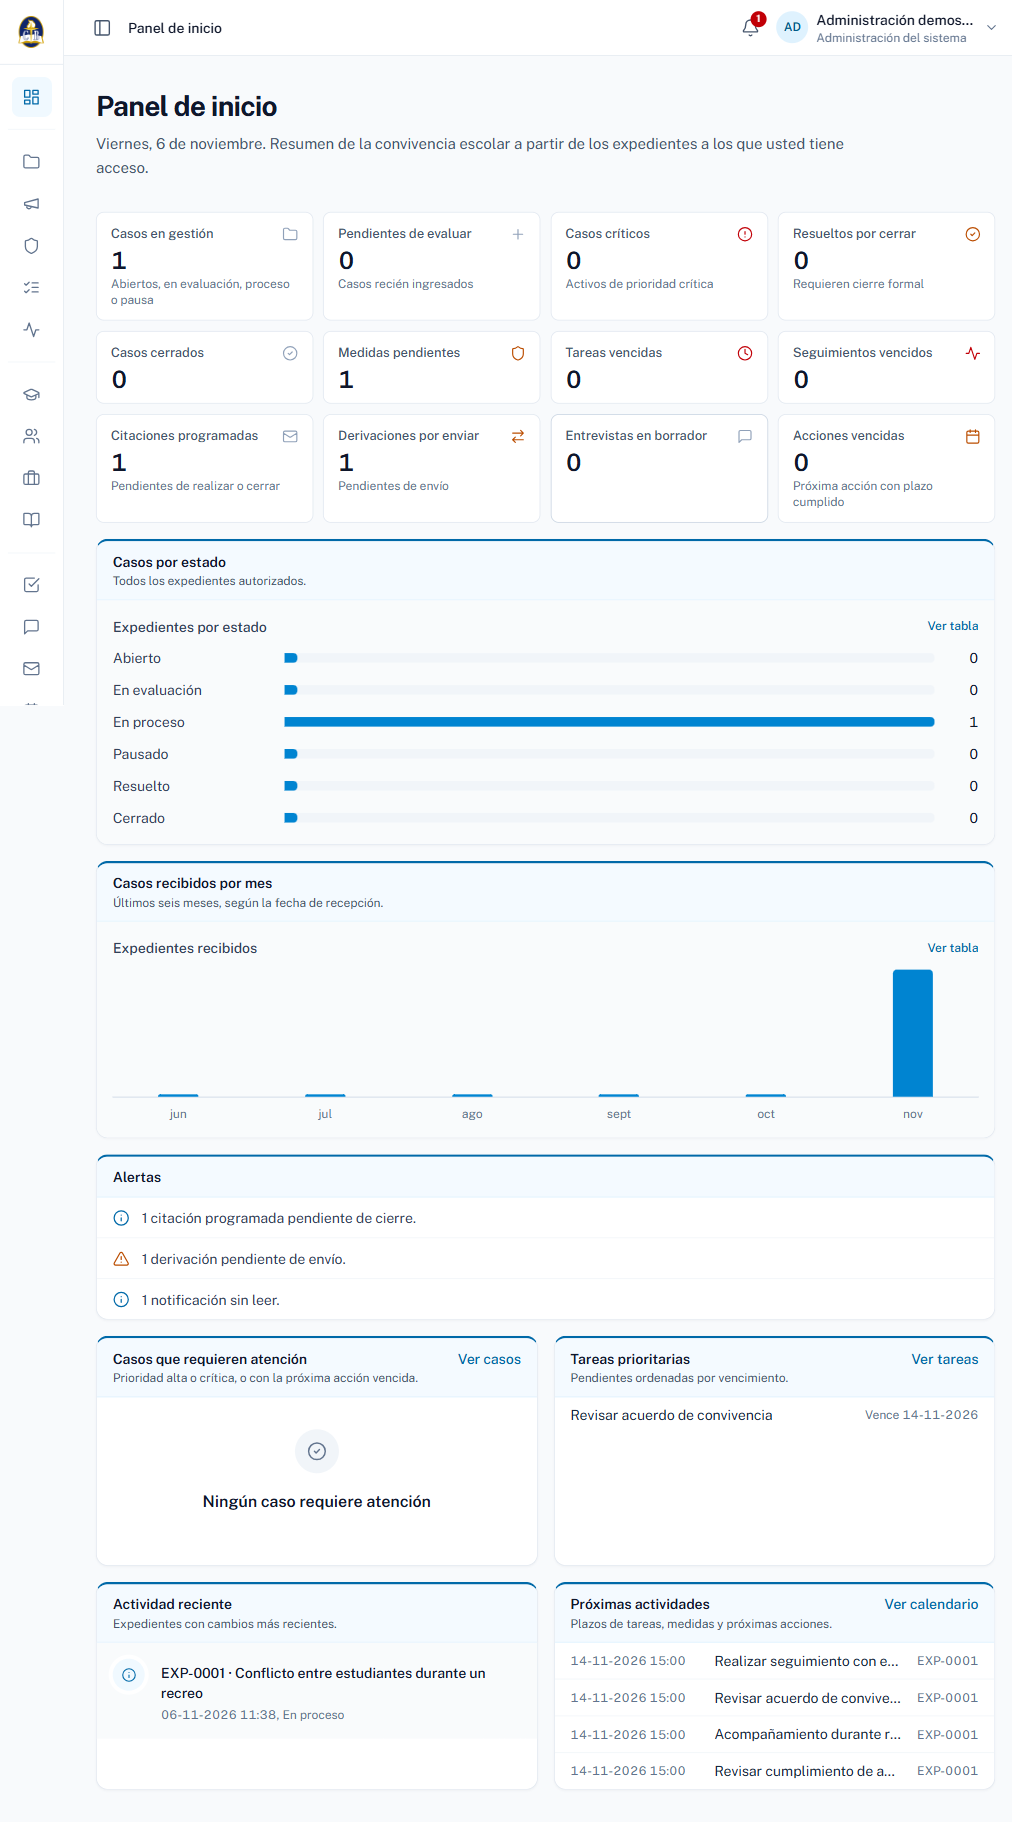 Panel de inicio
1
AD
Administración demos...
Administración del sistema
Panel de inicio
Viernes, 6 de noviembre. Resumen de la convivencia escolar a partir de los expedientes a los que usted tiene
acceso.
Casos en gestión
1
Abiertos, en evaluación, proceso
o pausa
Pendientes de evaluar
0
Casos recién ingresados
Casos críticos
0
Activos de prioridad crítica
Resueltos por cerrar
0
Requieren cierre formal
Casos cerrados
0
Medidas pendientes
1
Tareas vencidas
0
Seguimientos vencidos
0
Citaciones programadas
1
Pendientes de realizar o cerrar
Derivaciones por enviar
1
Pendientes de envío
Entrevistas en borrador
0
Acciones vencidas
0
Próxima acción con plazo
cumplido
Casos por estado
Todos los expedientes autorizados.
Expedientes por estado
Ver tabla
Abierto 0
En evaluación 0
En proceso 1
Pausado 0
Resuelto 0
Cerrado 0
Casos recibidos por mes
Últimos seis meses, según la fecha de recepción.
Expedientes recibidos
Ver tabla
jun jul ago sept oct nov
Alertas
1 citación programada pendiente de cierre.
1 derivación pendiente de envío.
1 notificación sin leer.
Casos que requieren atención
Ver casos
Prioridad alta o crítica, o con la próxima acción vencida.
Ningún caso requiere atención
Tareas prioritarias
Ver tareas
Pendientes ordenadas por vencimiento.
Revisar acuerdo de convivencia
Vence 14-11-2026
Actividad reciente
Expedientes con cambios más recientes.
EXP-0001 · Conflicto entre estudiantes durante un
recreo
06-11-2026 11:38, En proceso
Próximas actividades
Ver calendario
Plazos de tareas, medidas y próximas acciones.
14-11-2026 15:00 Realizar seguimiento con e... EXP-0001
14-11-2026 15:00 Revisar acuerdo de convive... EXP-0001
14-11-2026 15:00 Acompañamiento durante r... EXP-0001
14-11-2026 15:00 Revisar cumplimiento de a... EXP-0001